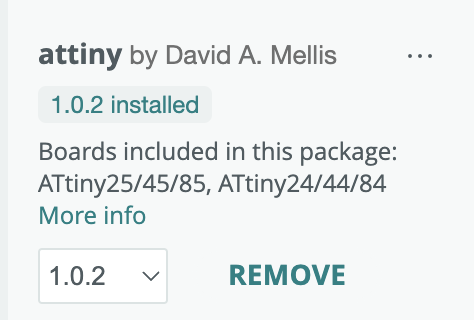 attiny by David A. Mellis
1.0.2 installed
Boards included in this package:
ATtiny25/45/85, ATtiny24/44/84
More info
1.0.2
REMOVE